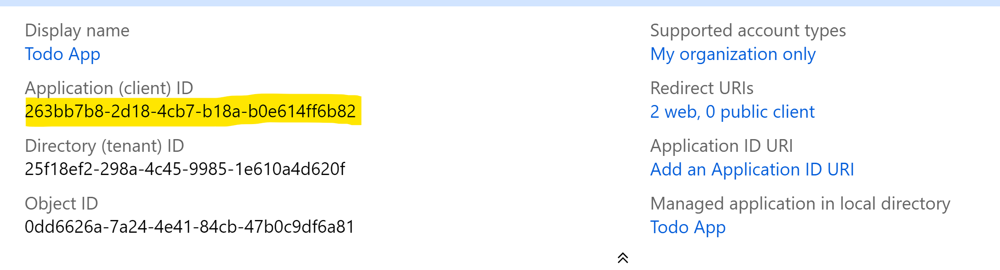 Display name
Todo App
Application (client) ID
263bb7b8-2d18-4cb7-b18a-b0e614ff6b82
Directory (tenant) ID
25f18ef2-298a-4c45-9985-1e610a4d620f
Object ID
0dd6626a-7a24-4e41-84cb-47b0c9df6a81
Supported account types
My organization only
Redirect URIs
2 web, 0 public client
Application ID URI
Add an Application ID URI
Managed application in local directory
Todo App